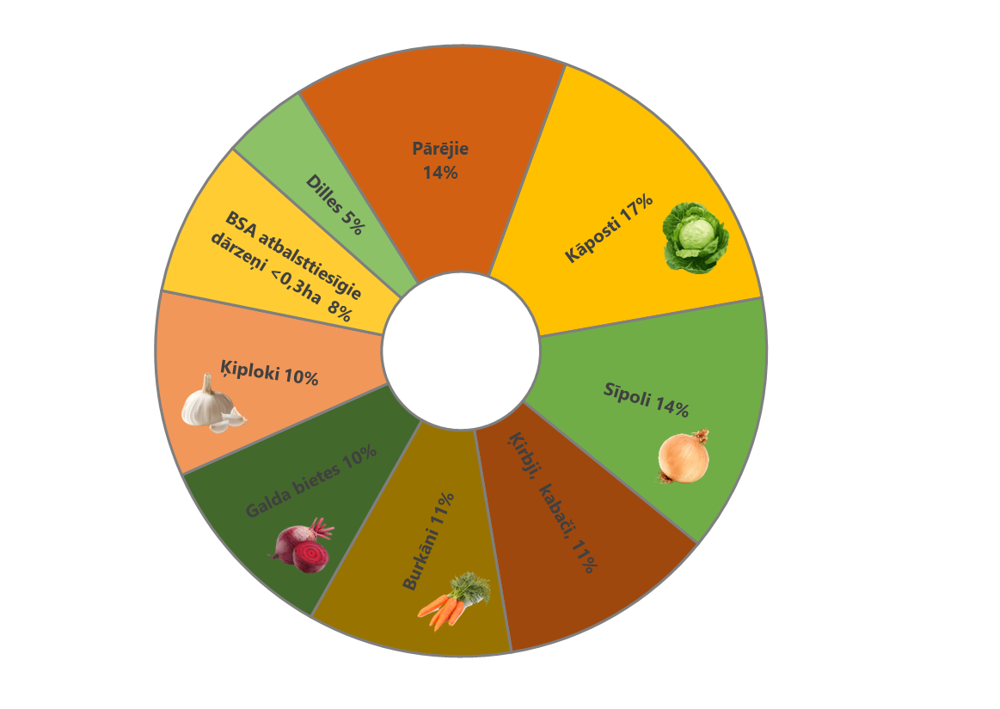 Pārējie
14%
Kāposti 17%
Sīpoli 14%
Ķirbji, kabači, 11%
Burkāni 11%
Galda bietes 10%
Ķiploki 10%
BSA atbalsttiesīgie
dārzeņi <0,3ha 8%
Dilles 5%